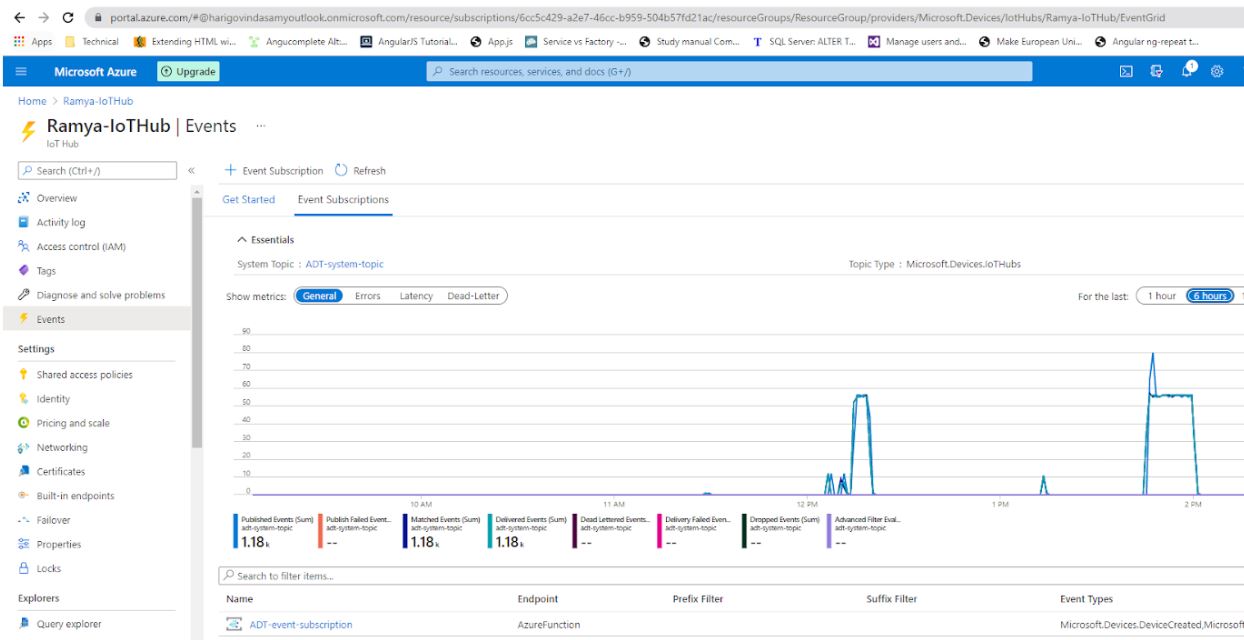 portal.azure.com/#@harigovindasamyoutlook.onmicrosoft.com/resource/subscriptions/6cc5c429-a2e7-46cc-b959-504b57fd21ac/resourceGroups/ResourceGroup/providers/Microsoft.Devices/IotHubs/Ramya-IoTHub/EventGrid
Apps Technical Extending HTML wi... Angucomplete Alt:... AngularJS Tutorial... App.js Service vs Factory -... Study manual Com... SQL Server: ALTER T... Manage users and... Make European Uni... Angular ng-repeat t...
Microsoft Azure Upgrade Search resources, services, and docs (G+/) 1
Home > Ramya-IoTHub
Ramya-IoTHub | Events ...
IoT Hub
Search (Ctrl+/) « + Event Subscription Refresh
Overview
Get Started Event Subscriptions
Activity log
Access control (IAM)
Tags
Diagnose and solve problems
Events
Settings
Shared access policies
Identity
Pricing and scale
Networking
Certificates
Built-in endpoints
Failover
Properties
Locks
Explorers
Query explorer
Essentials
System Topic : ADT-system-topic Topic Type : Microsoft.Devices.IoTHubs
Show metrics: General Errors Latency Dead-Letter For the last: 1 hour 6 hours
90
80
70
60
50
40
30
20
10
0
10 AM 11 AM 12 PM 1 PM 2 PM
Published Events (Sum) Publish Failed Event... Matched Events (Sum) Delivered Events (Sum) Dead Lettered Events... Delivery Failed Even... Dropped Events (Sum) Advanced Filter Eval...
adt-system-topic adt-system-topic adt-system-topic adt-system-topic adt-system-topic adt-system-topic adt-system-topic adt-system-topic
1.18 k -- 1.18 k 1.18 k -- -- -- --
Search to filter items...
Name Endpoint Prefix Filter Suffix Filter Event Types
ADT-event-subscription AzureFunction Microsoft.Devices.DeviceCreated,Microsoft